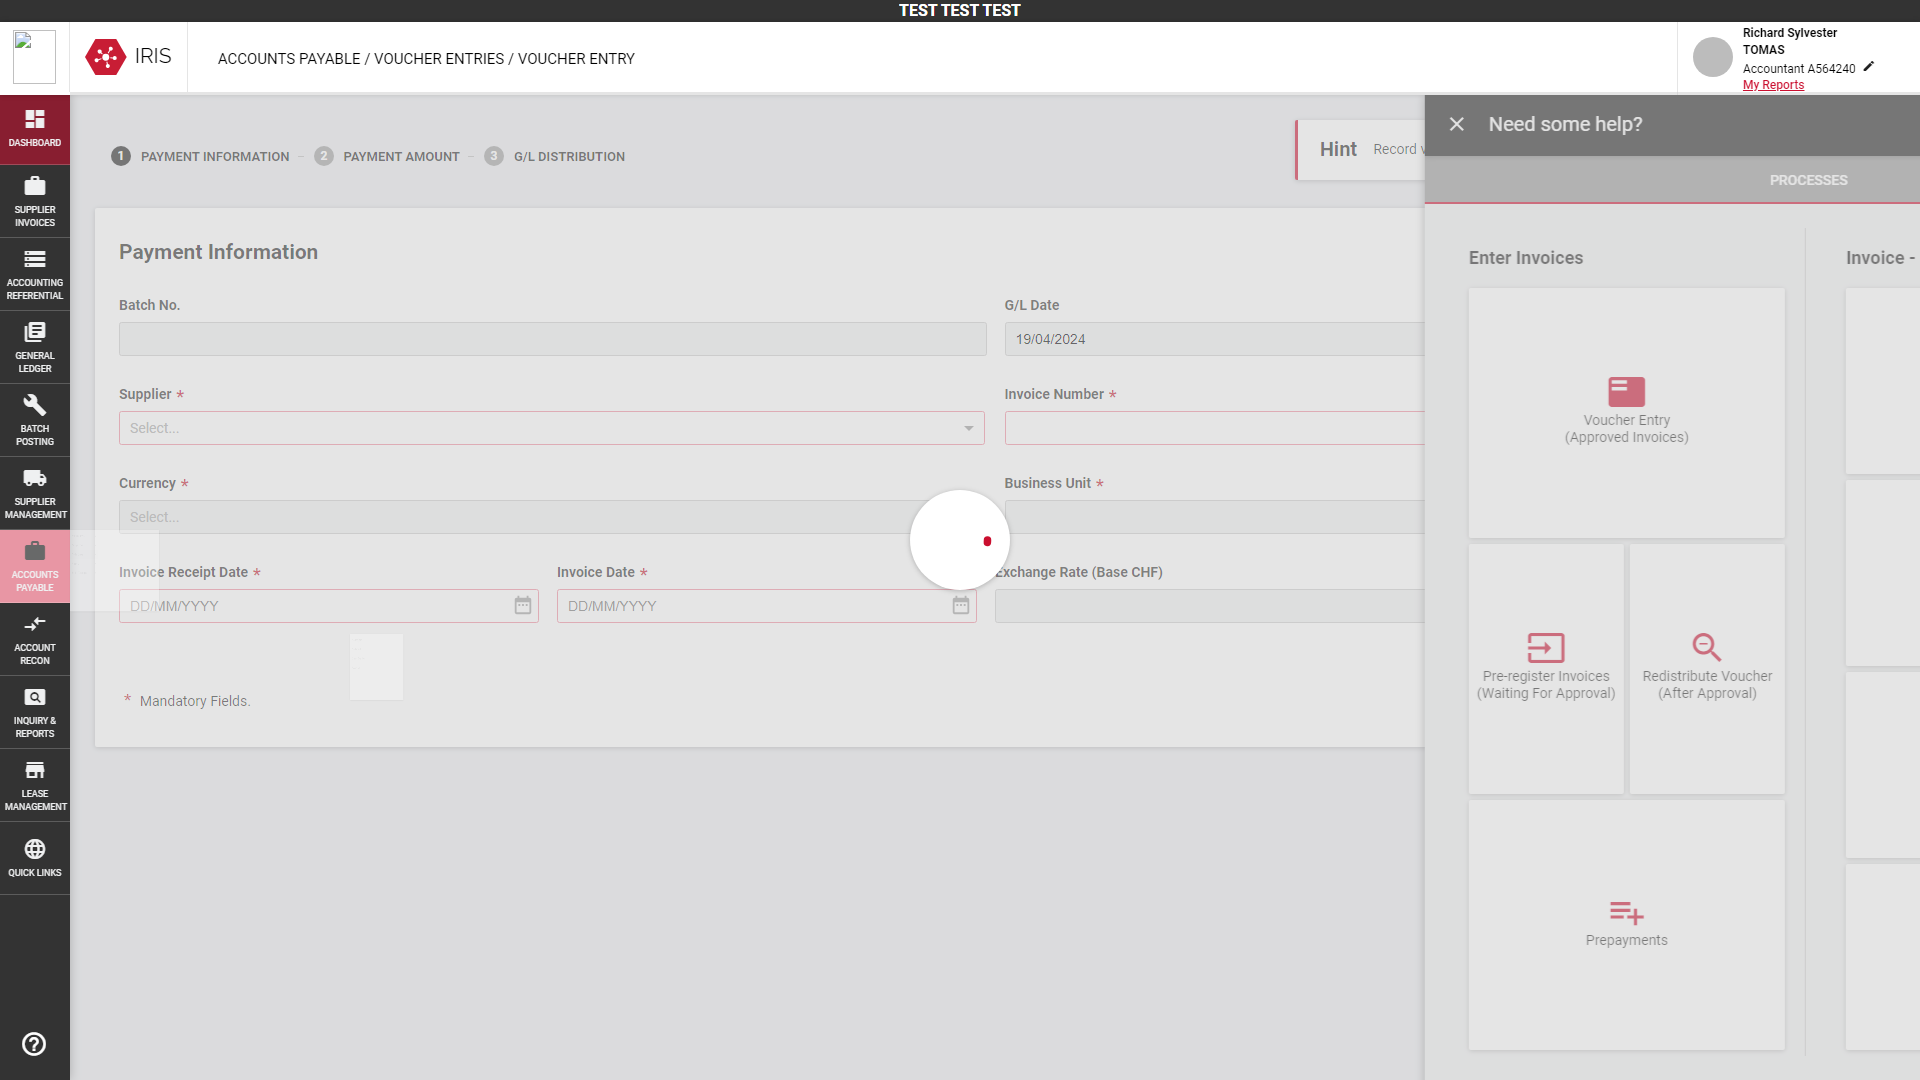 TEST TEST TEST
IRIS
ACCOUNTS PAYABLE / VOUCHER ENTRIES / VOUCHER ENTRY
Richard Sylvester
TOMAS
Accountant A564240
My Reports
DASHBOARD
SUPPLIER
INVOICES
ACCOUNTING
REFERENTIAL
GENERAL
LEDGER
BATCH
POSTING
SUPPLIER
MANAGEMENT
ACCOUNTS
PAYABLE
ACCOUNT
RECON
INQUIRY &
REPORTS
LEASE
MANAGEMENT
QUICK LINKS
1 PAYMENT INFORMATION
2 PAYMENT AMOUNT
3 G/L DISTRIBUTION
Hint Record
Payment Information
Batch No.
G/L Date
19/04/2024
Supplier *
Select...
Invoice Number *
Currency *
Select...
Business Unit *
Invoice Receipt Date *
DD/MM/YYYY
Invoice Date *
DD/MM/YYYY
Exchange Rate (Base CHF)
* Mandatory Fields.
Need some help?
PROCESSES
Enter Invoices
Voucher Entry
(Approved Invoices)
Pre-register Invoices
(Waiting For Approval)
Redistribute Voucher
(After Approval)
Prepayments
Invoice -